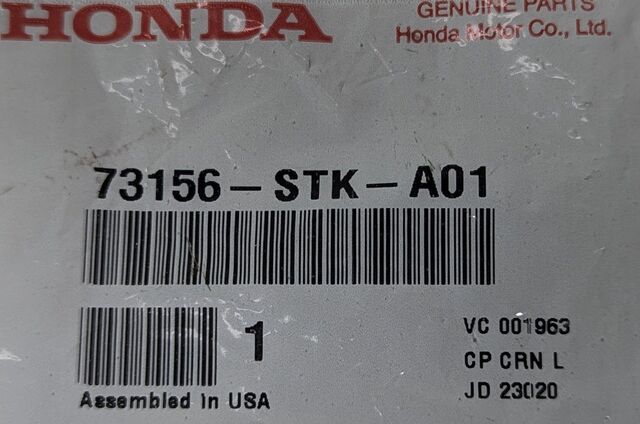 HONDA
GENUINE PARTS
Honda Motor Co., Ltd.
73156-STK-A01
1
VC 001963
CP CRN L
JD 23020
Assembled in USA